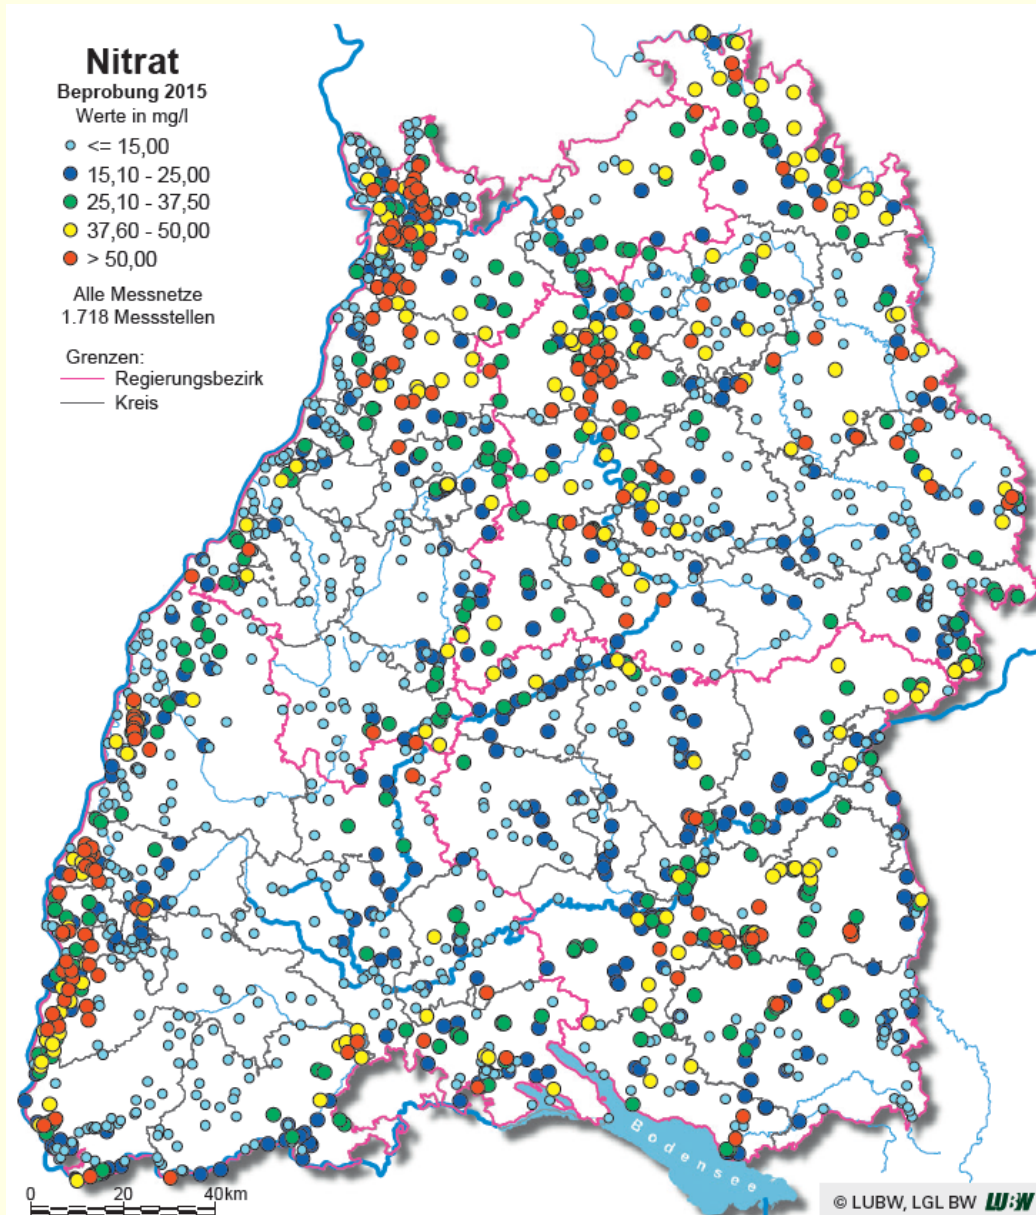 Nitrat
Beprobung 2015
Werte in mg/l
<= 15,00
15,10 - 25,00
25,10 - 37,50
37,60 - 50,00
> 50,00
Alle Messnetze
1.718 Messstellen
Grenzen:
Regierungsbezirk
Kreis
Bodensee
0 20 40km
© LUBW, LGL BW LUBW